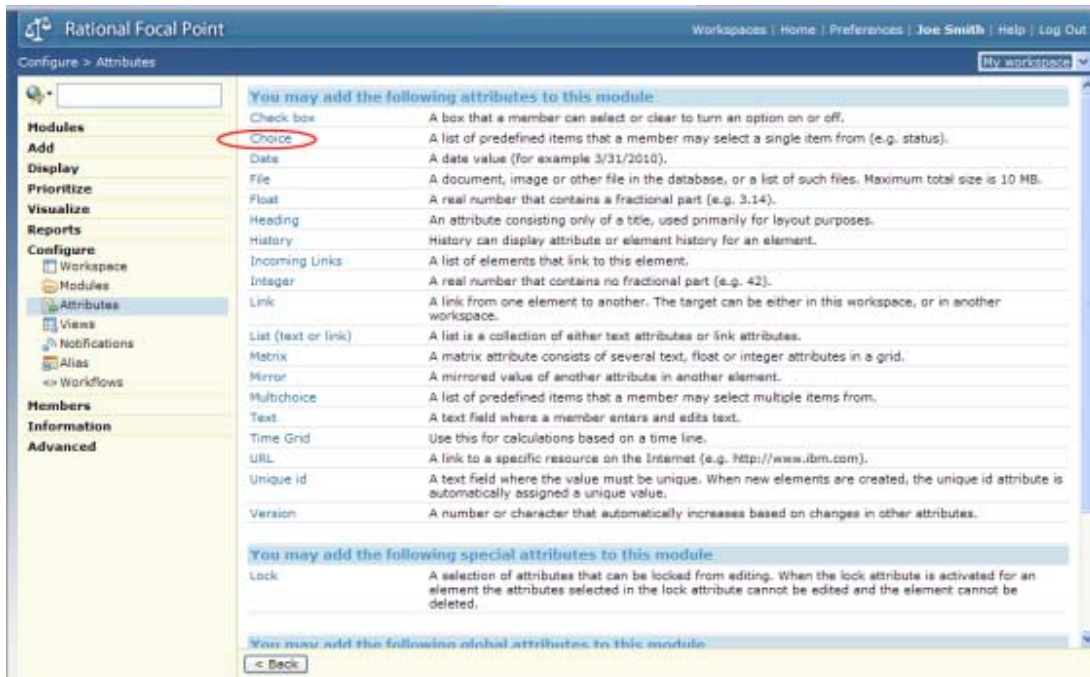 Rational Focal Point
Workspaces | Home | Preferences | Joe Smith | Help | Log Out
Configure > Attributes
My workspace
Modules
Add
Display
Prioritize
Visualize
Reports
Configure
Workspace
Modules
Attributes
Views
Notifications
Alias
Workflows
Members
Information
Advanced
You may add the following attributes to this module
Check box A box that a member can select or clear to turn an option on or off.
Choice A list of predefined items that a member may select a single item from (e.g. status).
Date A date value (for example 3/31/2010).
File A document, image or other file in the database, or a list of such files. Maximum total size is 10 MB.
Float A real number that contains a fractional part (e.g. 3.14).
Heading An attribute consisting only of a title, used primarily for layout purposes.
History History can display attribute or element history for an element.
Incoming Links A list of elements that link to this element.
Integer A real number that contains no fractional part (e.g. 42).
Link A link from one element to another. The target can be either in this workspace, or in another
workspace.
List (text or link) A list is a collection of either text attributes or link attributes.
Matrix A matrix attribute consists of several text, float or integer attributes in a grid.
Mirror A mirrored value of another attribute in another element.
Multichoice A list of predefined items that a member may select multiple items from.
Text A text field where a member enters and edits text.
Time Grid Use this for calculations based on a time line.
URL A link to a specific resource on the Internet (e.g. http://www.ibm.com).
Unique id A text field where the value must be unique. When new elements are created, the unique id attribute is
automatically assigned a unique value.
Version A number or character that automatically increases based on changes in other attributes.
You may add the following special attributes to this module
Lock A selection of attributes that can be locked from editing. When the lock attribute is activated for an
element the attributes selected in the lock attribute cannot be edited and the element cannot be
deleted.
You may add the following global attributes to this module
< Back